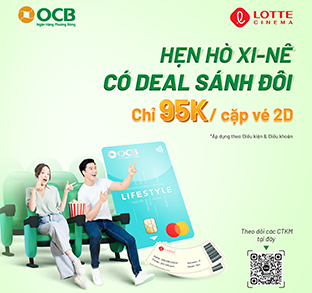 OCB
Ngân Hàng Phương Đông
LOTTE
CINEMA
HẸN HÒ XI-NÊ
CÓ DEAL SÁNH ĐÔI
Chỉ 95K/ cặp vé 2D
*Áp dụng theo Điều kiện & Điều khoản
OCB
LIFESTYLE
Theo dõi các CTKM
tại đây